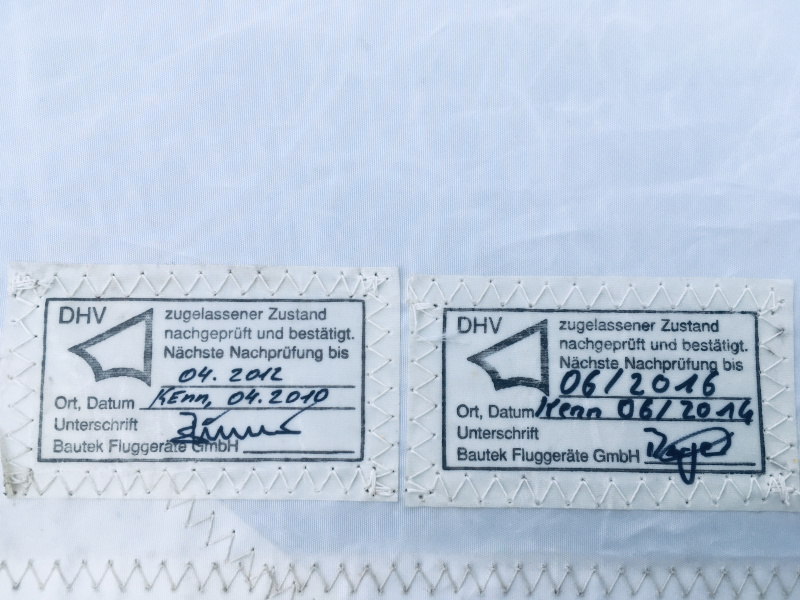 DHV
zugelassener Zustand
nachgeprüft und bestätigt.
Nächste Nachprüfung bis
04. 2012
Ort, Datum Kenn, 04.2010
Unterschrift
Bautek Fluggeräte GmbH
DHV
zugelassener Zustand
nachgeprüft und bestätigt.
Nächste Nachprüfung bis
06/2016
Ort, Datum Kenn 06/2014
Unterschrift
Bautek Fluggeräte GmbH